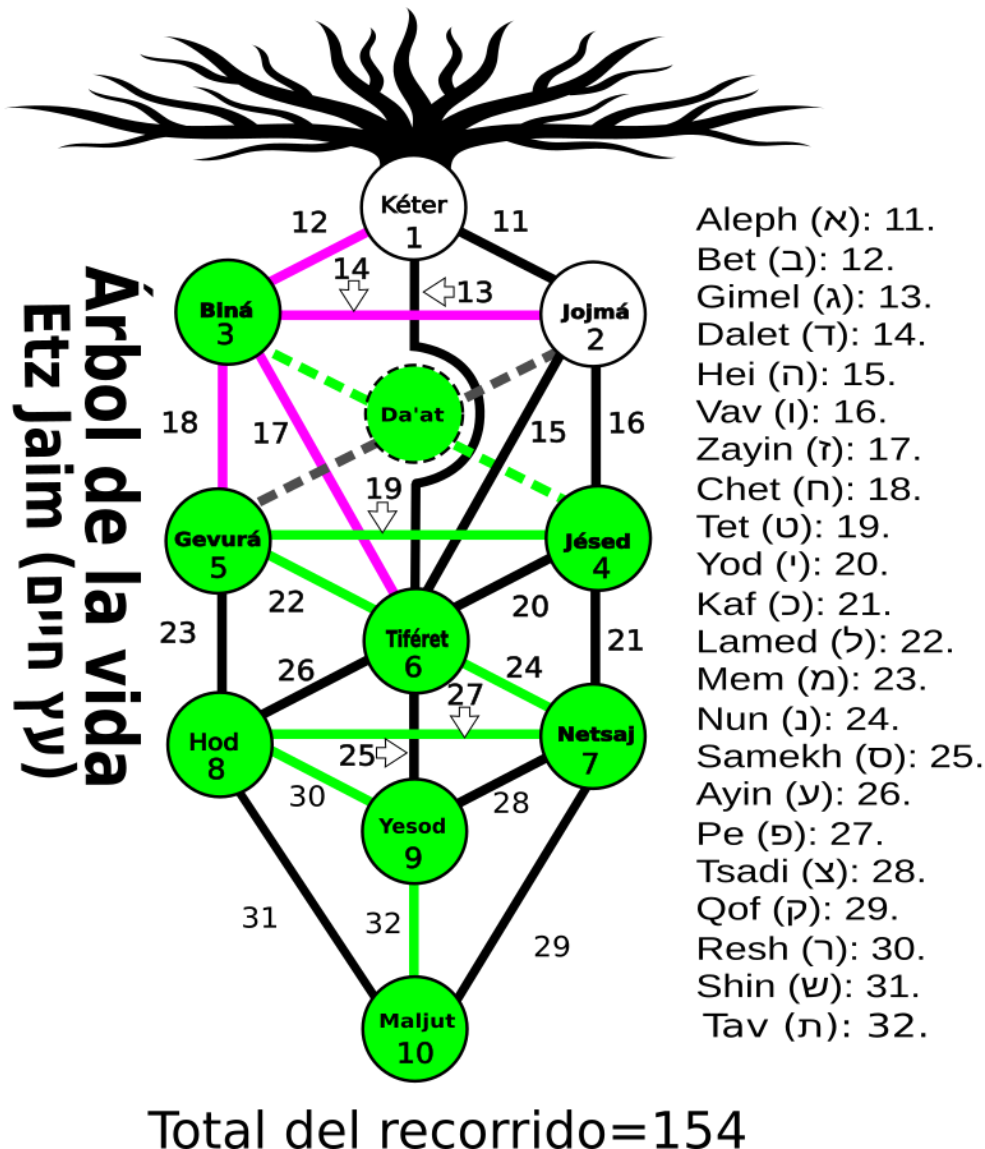 Kéter
1
12
11
14
13
BIná
3
Jojmá
2
Da'at
18
17
15
16
19
Gevurá
5
Jésed
4
22
20
23
Tiféret
6
21
26
24
27
Hod
8
25
Netsaj
7
30
28
Yesod
9
31
32
29
Maljut
10
Árbol de la vida
Etz Jaim (עץ חיים)
Aleph (א): 11.
Bet (ב): 12.
Gimel (ג): 13.
Dalet (ד): 14.
Hei (ה): 15.
Vav (ו): 16.
Zayin (ז): 17.
Chet (ח): 18.
Tet (ט): 19.
Yod (י): 20.
Kaf (כ): 21.
Lamed (ל): 22.
Mem (מ): 23.
Nun (נ): 24.
Samekh (ס): 25.
Ayin (ע): 26.
Pe (פ): 27.
Tsadi (צ): 28.
Qof (ק): 29.
Resh (ר): 30.
Shin (ש): 31.
Tav (ת): 32.
Total del recorrido=154